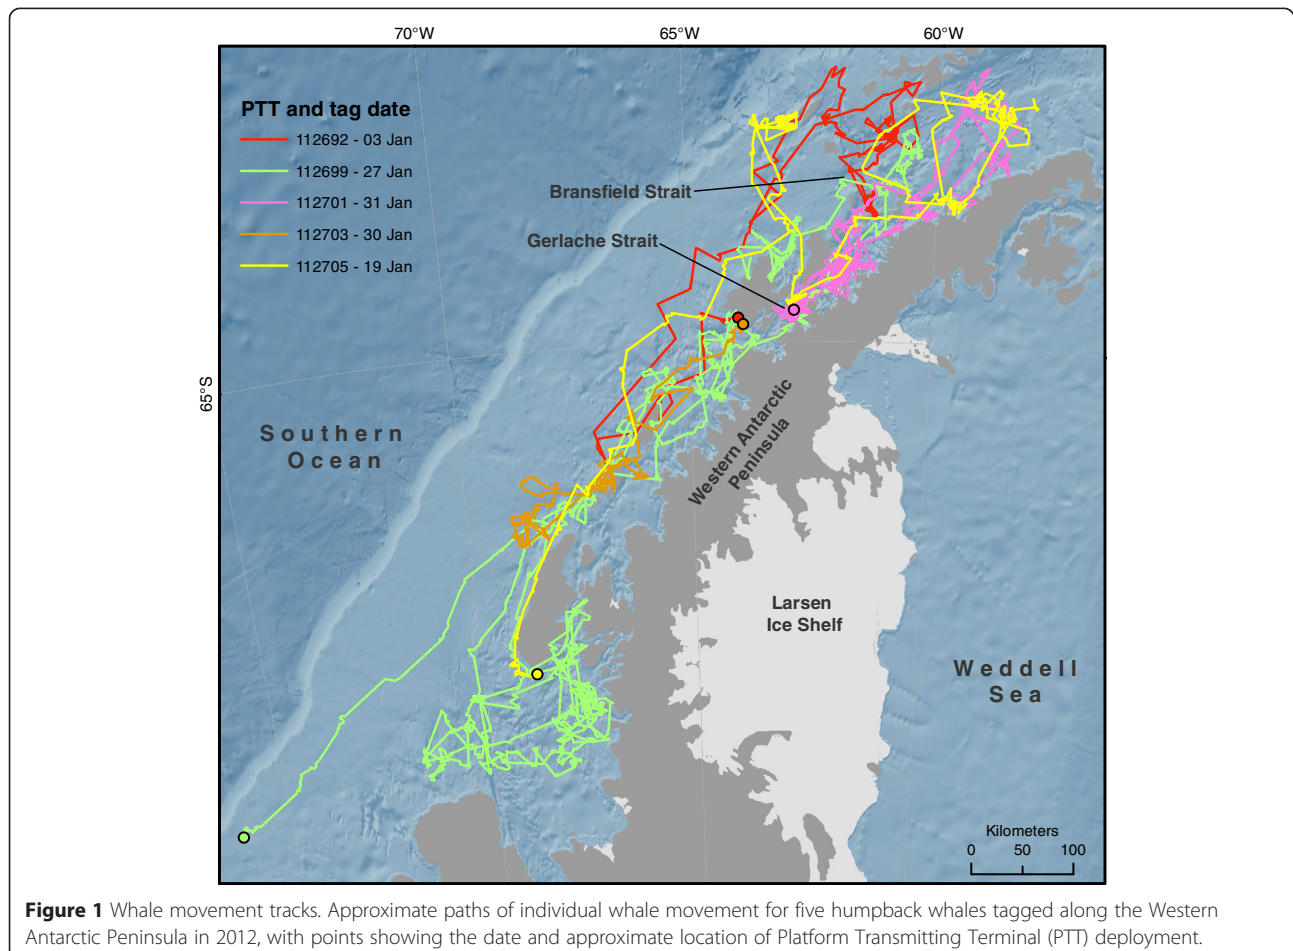 70°W 65°W 60°W
PTT and tag date
112692 - 03 Jan
112699 - 27 Jan
112701 - 31 Jan
112703 - 30 Jan
112705 - 19 Jan
Bransfield Strait
Gerlache Strait
65°S
Southern
Ocean
Western Antarctic
Peninsula
Larsen
Ice Shelf
Weddell
Sea
Kilometers
0 50 100
Figure 1 Whale movement tracks. Approximate paths of individual whale movement for five humpback whales tagged along the Western
Antarctic Peninsula in 2012, with points showing the date and approximate location of Platform Transmitting Terminal (PTT) deployment.